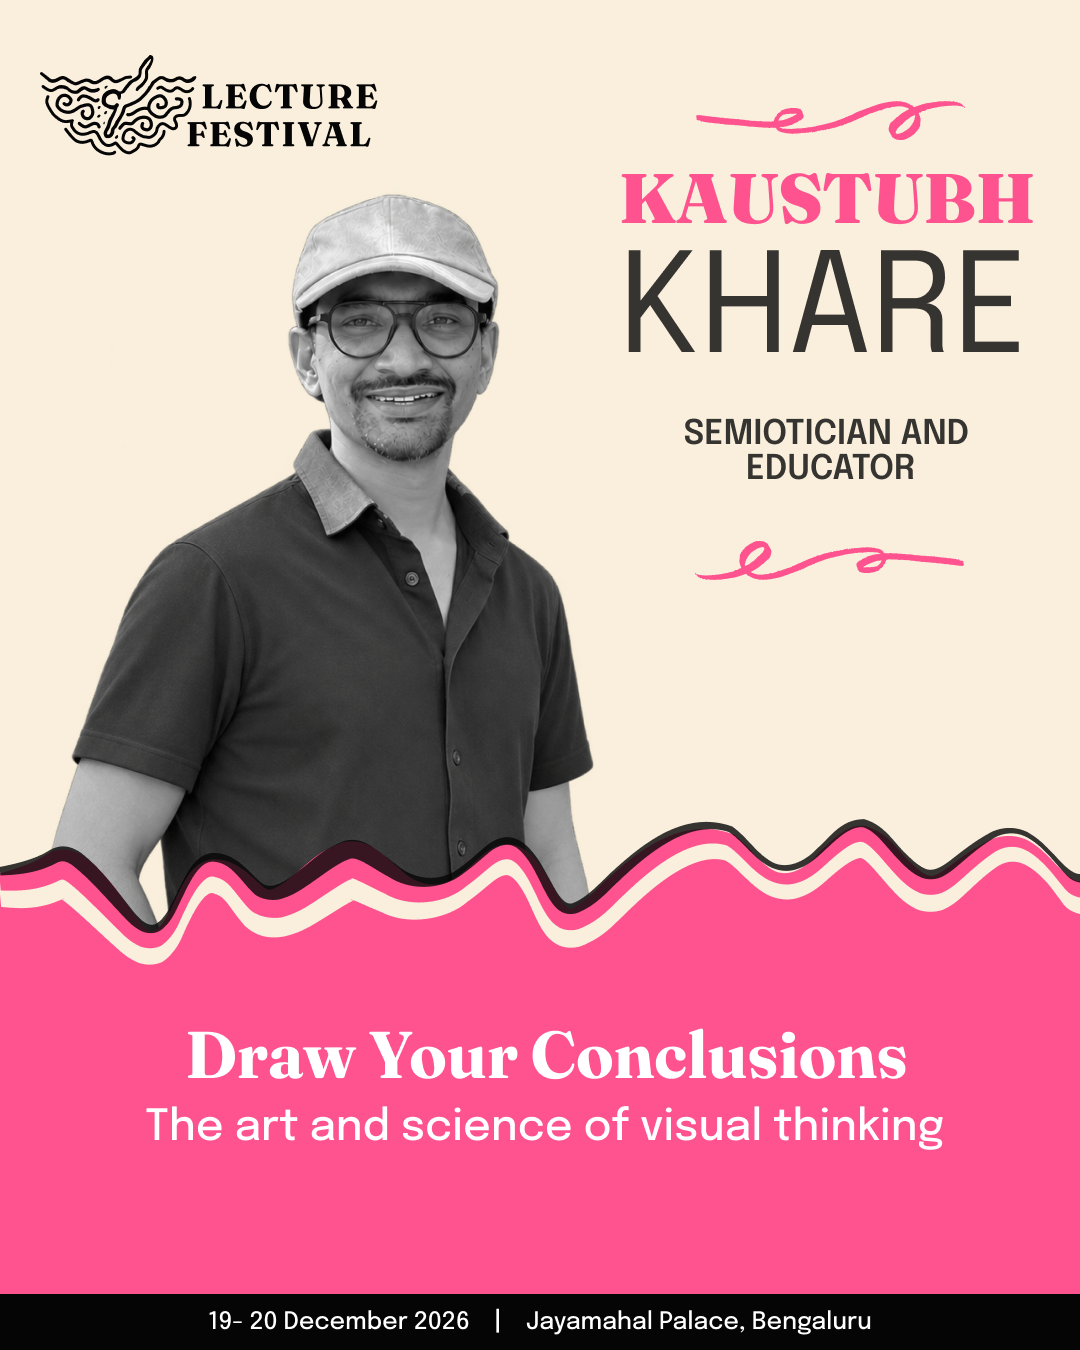 LECTURE
FESTIVAL
KAUSTUBH
KHARE
SEMIOTICIAN AND
EDUCATOR
Draw Your Conclusions
The art and science of visual thinking
19- 20 December 2026 | Jayamahal Palace, Bengaluru